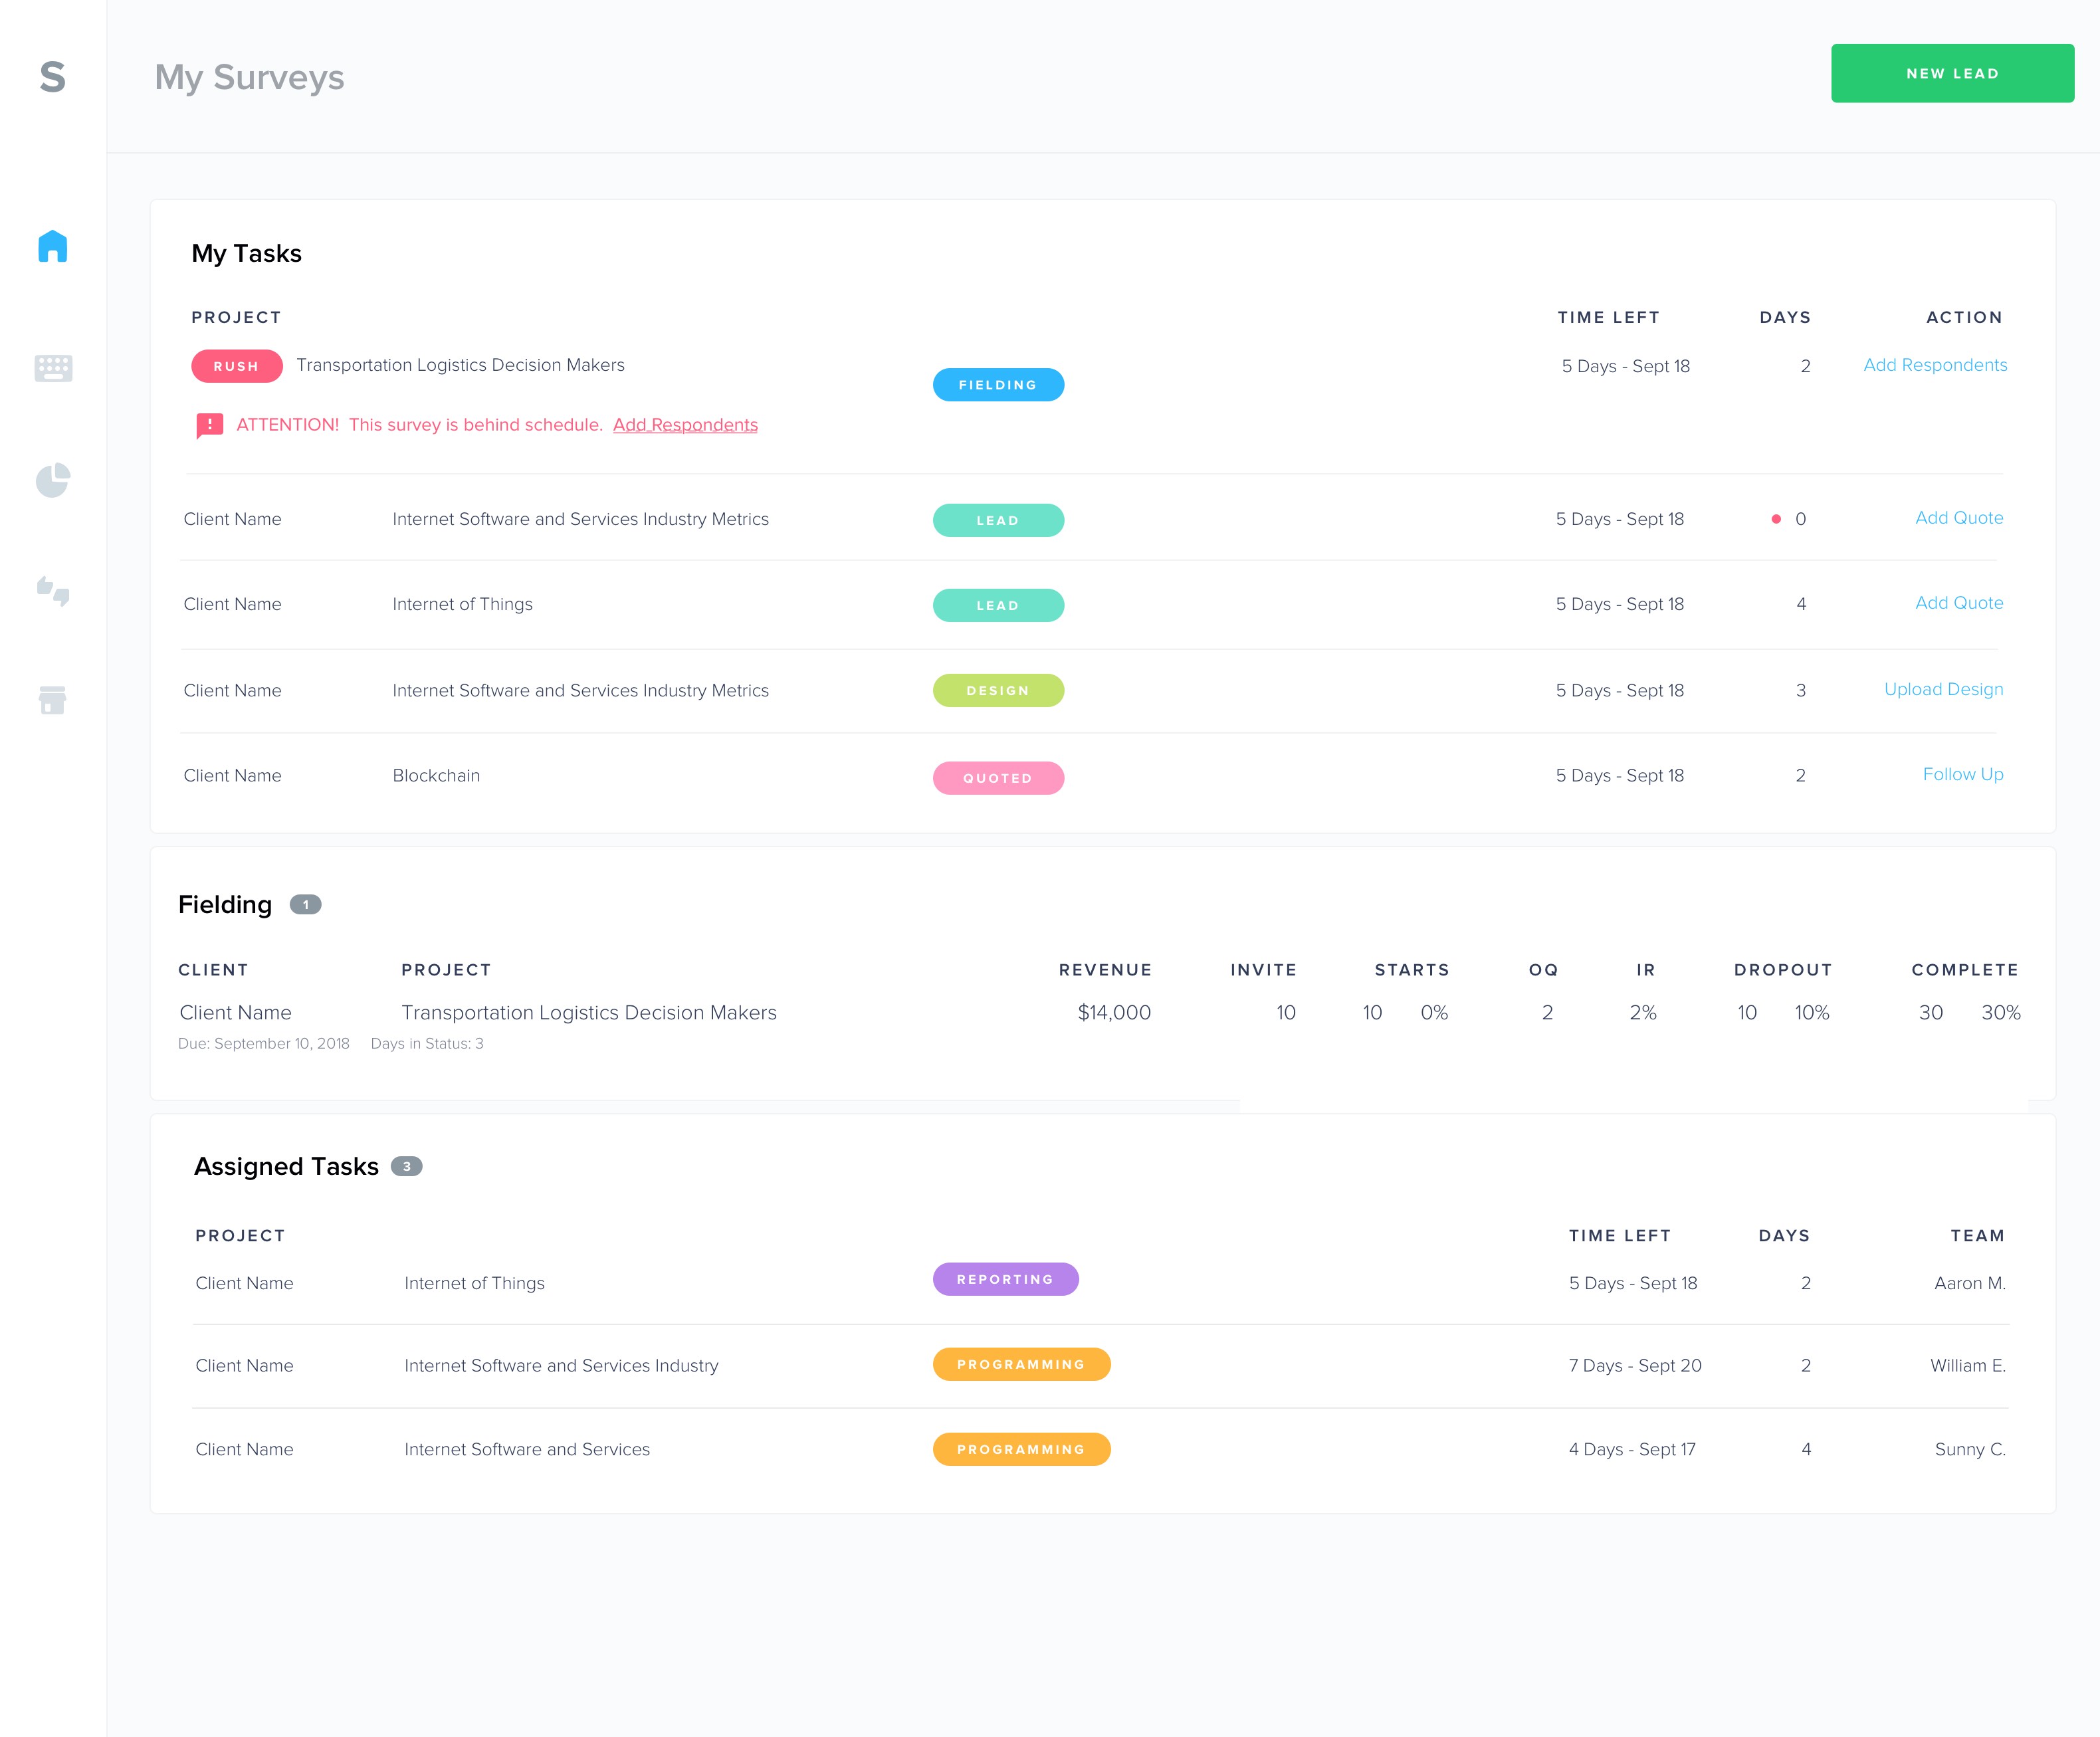 S
My Surveys
NEW LEAD
My Tasks
PROJECT TIME LEFT DAYS ACTION
RUSH Transportation Logistics Decision Makers FIELDING 5 Days - Sept 18 2 Add Respondents
ATTENTION! This survey is behind schedule. Add Respondents
Client Name Internet Software and Services Industry Metrics LEAD 5 Days - Sept 18 0 Add Quote
Client Name Internet of Things LEAD 5 Days - Sept 18 4 Add Quote
Client Name Internet Software and Services Industry Metrics DESIGN 5 Days - Sept 18 3 Upload Design
Client Name Blockchain QUOTED 5 Days - Sept 18 2 Follow Up
Fielding 1
CLIENT PROJECT REVENUE INVITE STARTS OQ IR DROPOUT COMPLETE
Client Name Transportation Logistics Decision Makers $14,000 10 10 0% 2 2% 10 10% 30 30%
Due: September 10, 2018 Days in Status: 3
Assigned Tasks 3
PROJECT TIME LEFT DAYS TEAM
Client Name Internet of Things REPORTING 5 Days - Sept 18 2 Aaron M.
Client Name Internet Software and Services Industry PROGRAMMING 7 Days - Sept 20 2 William E.
Client Name Internet Software and Services PROGRAMMING 4 Days - Sept 17 4 Sunny C.